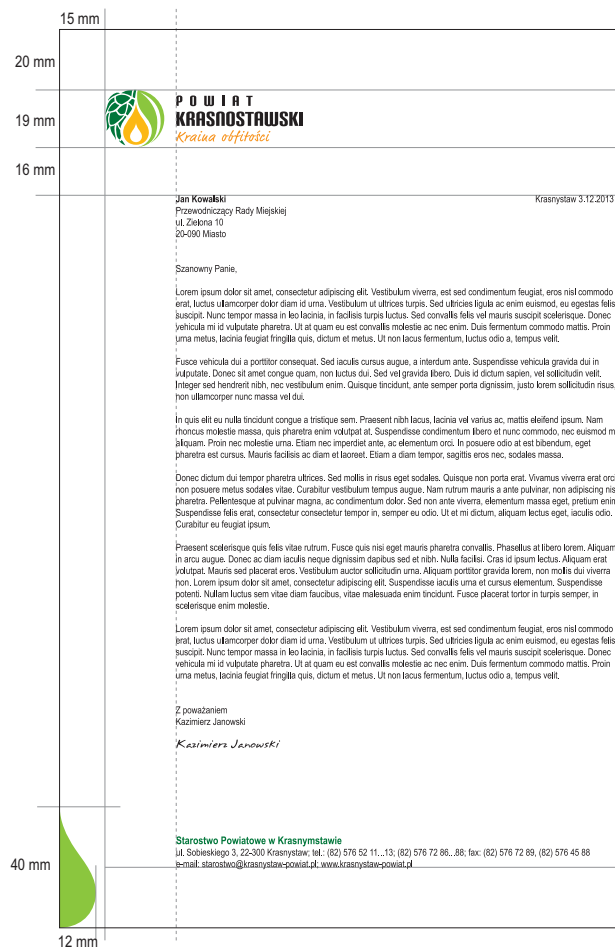 15 mm
20 mm
19 mm
POWIAT
KRASNOSTAWSKI
Kraina obfitości
16 mm
Jan Kowalski
Krasnystaw 3.12.2013
Przewodniczący Rady Miejskiej
ul. Zielona 10
20-090 Miasto
Szanowny Panie,
Lorem ipsum dolor sit amet, consectetur adipiscing elit. Vestibulum viverra, est sed condimentum feugiat, eros nisl commodo
erat, luctus ullamcorper dolor diam id urna. Vestibulum ut ultrices turpis. Sed ultricies ligula ac enim euismod, eu egestas felis
suscipit. Nunc tempor massa in leo lacinia, in facilisis turpis luctus. Sed convallis felis vel mauris suscipit scelerisque. Donec
vehicula mi id vulputate pharetra. Ut at quam eu est convallis molestie ac nec enim. Duis fermentum commodo mattis. Proin
urna metus, lacinia feugiat fringilla quis, dictum et metus. Ut non lacus fermentum, luctus odio a, tempus velit.
Fusce vehicula dui a porttitor consequat. Sed iaculis cursus augue, a interdum ante. Suspendisse vehicula gravida dui in
vulputate. Donec sit amet congue quam, non luctus dui. Sed vel gravida libero. Duis id dictum sapien, vel sollicitudin velit.
Integer sed hendrerit nibh, nec vestibulum enim. Quisque tincidunt, ante semper porta dignissim, justo lorem sollicitudin risus,
non ullamcorper nunc massa vel dui.
In quis elit eu nulla tincidunt congue a tristique sem. Praesent nibh lacus, lacinia vel varius ac, mattis eleifend ipsum. Nam
rhoncus molestie massa, quis pharetra enim volutpat at. Suspendisse condimentum libero et nunc commodo, nec euismod m
aliquam. Proin nec molestie urna. Etiam nec imperdiet ante, ac elementum orci. In posuere odio at est bibendum, eget
pharetra est cursus. Mauris facilisis ac diam et laoreet. Etiam a diam tempor, sagittis eros nec, sodales massa.
Donec dictum dui tempor pharetra ultrices. Sed mollis in risus eget sodales. Quisque non porta erat. Vivamus viverra erat orci
non posuere metus sodales vitae. Curabitur vestibulum tempus augue. Nam rutrum mauris a ante pulvinar, non adipiscing nis
pharetra. Pellentesque at pulvinar magna, ac condimentum dolor. Sed non ante viverra, elementum massa eget, pretium enim
Suspendisse felis erat, consectetur consectetur tempor in, semper eu odio. Ut et mi dictum, aliquam lectus eget, iaculis odio.
Curabitur eu feugiat ipsum.
Praesent scelerisque quis felis vitae rutrum. Fusce quis nisi eget mauris pharetra convallis. Phasellus at libero lorem. Aliquam
in arcu augue. Donec ac diam iaculis neque dignissim dapibus sed et nibh. Nulla facilisi. Cras id ipsum lectus. Aliquam erat
volutpat. Mauris sed placerat eros. Vestibulum auctor sollicitudin urna. Aliquam porttitor gravida lorem, non mollis dui viverra
non. Lorem ipsum dolor sit amet, consectetur adipiscing elit. Suspendisse iaculis urna et cursus elementum. Suspendisse
potenti. Nullam luctus sem vitae diam faucibus, vitae malesuada enim tincidunt. Fusce placerat tortor in turpis semper, in
scelerisque enim molestie.
Lorem ipsum dolor sit amet, consectetur adipiscing elit. Vestibulum viverra, est sed condimentum feugiat, eros nisl commodo
erat, luctus ullamcorper dolor diam id urna. Vestibulum ut ultrices turpis. Sed ultricies ligula ac enim euismod, eu egestas felis
suscipit. Nunc tempor massa in leo lacinia, in facilisis turpis luctus. Sed convallis felis vel mauris suscipit scelerisque. Donec
vehicula mi id vulputate pharetra. Ut at quam eu est convallis molestie ac nec enim. Duis fermentum commodo mattis. Proin
urna metus, lacinia feugiat fringilla quis, dictum et metus. Ut non lacus fermentum, luctus odio a, tempus velit.
Z poważaniem
Kazimierz Janowski
Kazimierz Janowski
Starostwo Powiatowe w Krasnymstawie
ul. Sobieskiego 3, 22-300 Krasnystaw; tel.: (82) 576 52 11...13; (82) 576 72 86...88; fax: (82) 576 72 89, (82) 576 45 88
e-mail: starostwo@krasnystaw-powiat.pl; www.krasnystaw-powiat.pl
40 mm
12 mm